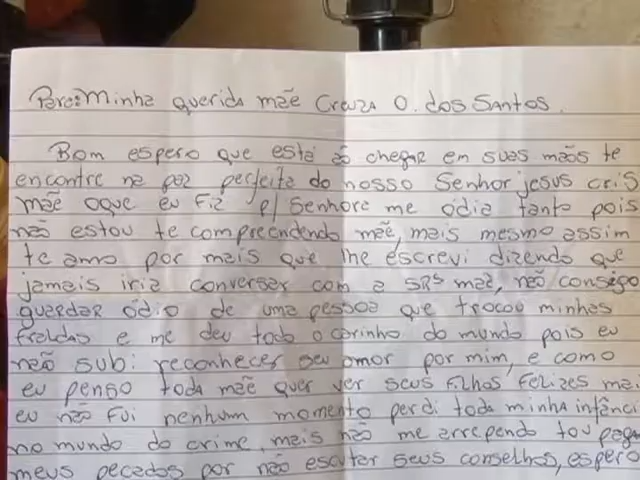 Para: Minha querida mãe Creuza O. dos Santos.
Bom espero que esta ao chegar em suas mãos te
encontre na paz perfeita do nosso Senhor jesus cris
mãe oque eu Fiz p/ Senhora me ódia tanto pois
não estou te compreendendo mãe, mais mesmo assim
te amo por mais que lhe escrevi dizendo que
jamais iria conversar com a SRª mãe, não consigo
guardar ódio de uma pessoa que trocou minhas
fraldas e me deu todo o carinho do mundo pois eu
não subi reconhecer seu amor por mim, e como
eu penso toda mãe quer ver seus filhos Felizes mai
eu não Fui nenhum momento perdi toda minha infânci
no mundo do crime, mais não me arrependo tou pagan
meus pecados por não escutar seus conselhos, espero